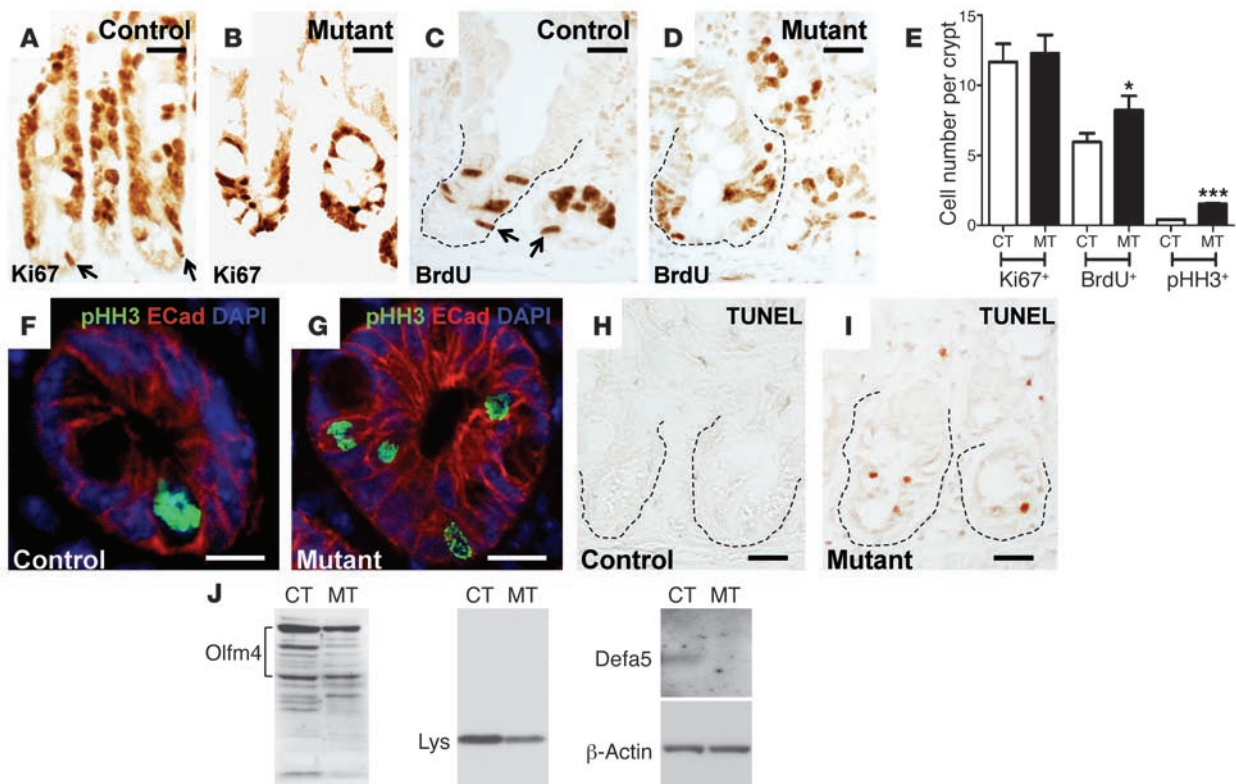 A Control
B Mutant
C Control
D Mutant
E
Ki67
Ki67
BrdU
BrdU
Cell number per crypt
15
10
5
0
*
***
CT MT CT MT CT MT
Ki67+ BrdU+ pHH3+
F pHH3 ECad DAPI
G pHH3 ECad DAPI
H TUNEL
I TUNEL
Control
Mutant
Control
Mutant
J
CT MT
CT MT
CT MT
Olfm4
Lys
Defa5
β-Actin